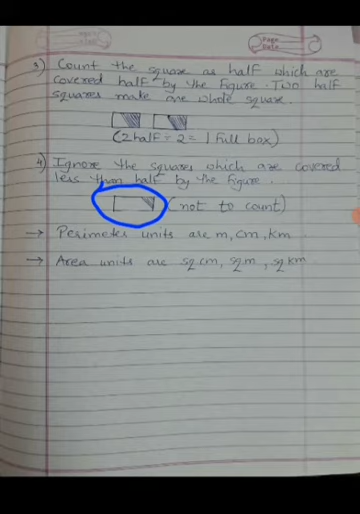 Page
Date
3) Count the square as half which are
covered half by the figure. Two half
squares make one whole square.
(2 half ÷ 2 = 1 full box)
4) Ignore the squares which are covered
less than half by the figure.
(not to count)
→ Perimeter units are m, cm, km
→ Area units are sq cm, sq m, sq km